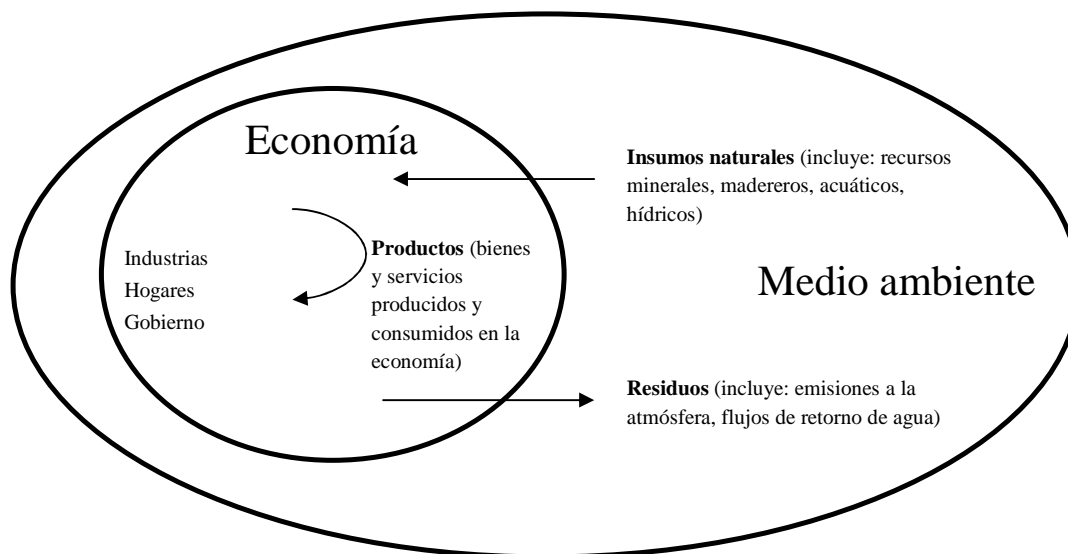 Economía
Insumos naturales (incluye: recursos
minerales, madereros, acuáticos,
hídricos)
Industrias
Hogares
Gobierno
Productos (bienes
y servicios
producidos y
consumidos en la
economía)
Medio ambiente
Residuos (incluye: emisiones a la
atmósfera, flujos de retorno de agua)